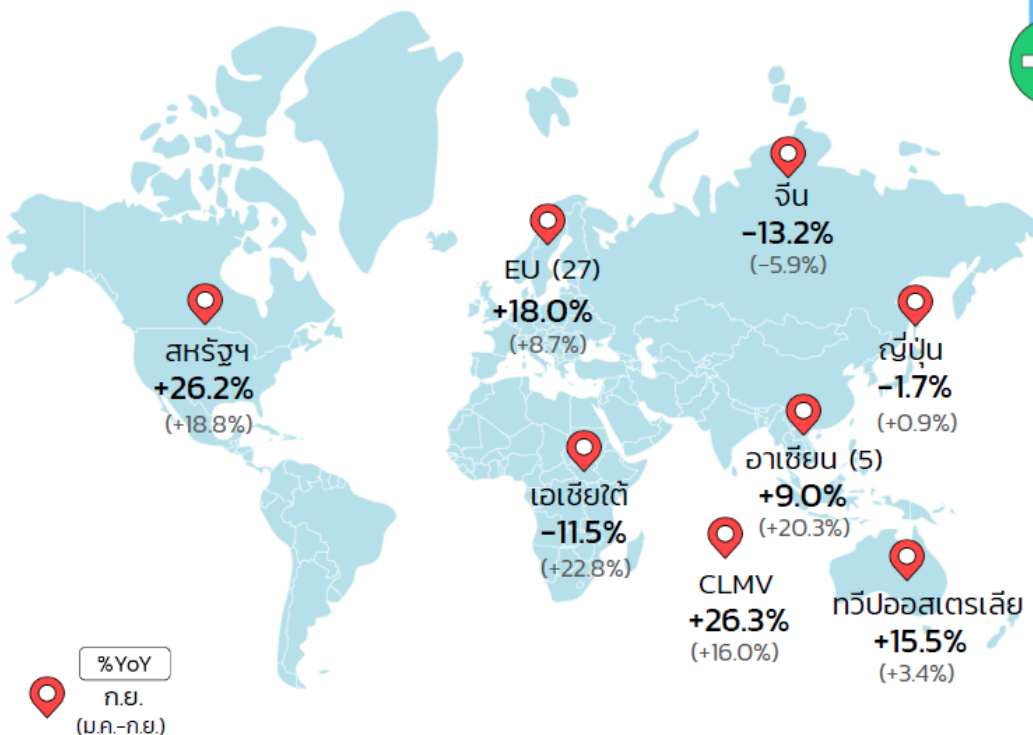 จีน
-13.2%
(-5.9%)
EU (27)
+18.0%
(+8.7%)
สหรัฐฯ
+26.2%
(+18.8%)
ญี่ปุ่น
-1.7%
(+0.9%)
อาเซียน (5)
+9.0%
(+20.3%)
เอเชียใต้
-11.5%
(+22.8%)
CLMV
+26.3%
(+16.0%)
ทวีปออสเตรเลีย
+15.5%
(+3.4%)
%YoY
ก.ย.
(ม.ค.-ก.ย.)